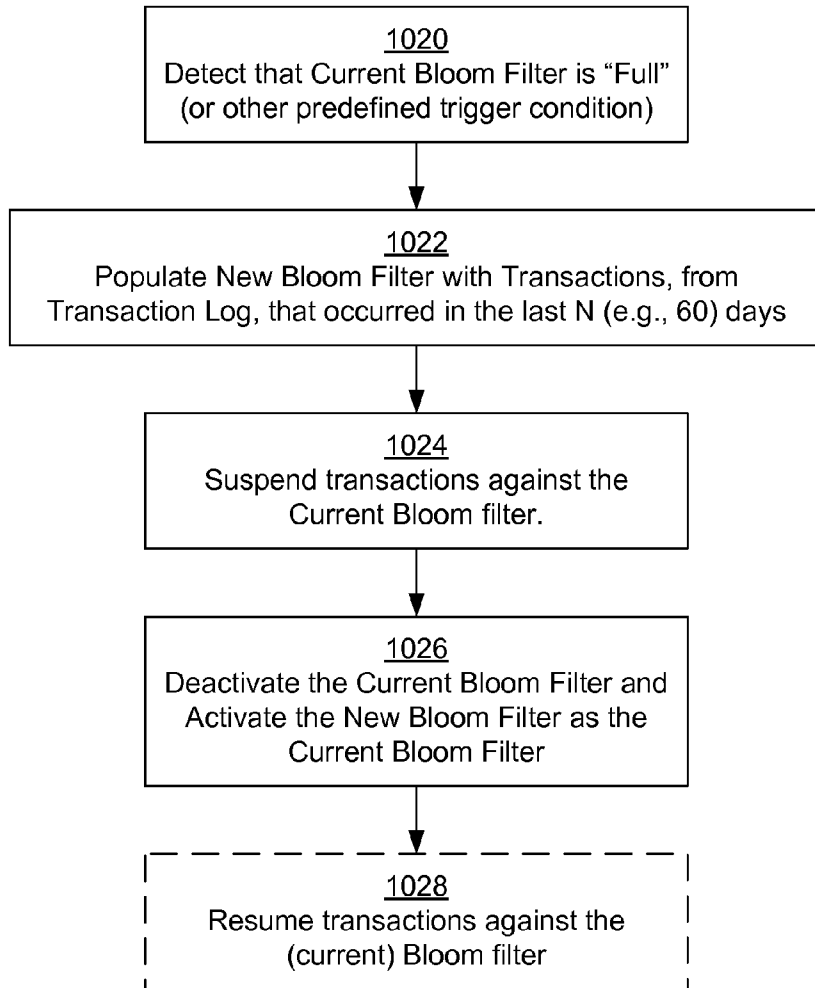 1020
Detect that Current Bloom Filter is “Full”
(or other predefined trigger condition)
1022
Populate New Bloom Filter with Transactions, from
Transaction Log, that occurred in the last N (e.g., 60) days
1024
Suspend transactions against the
Current Bloom filter.
1026
Deactivate the Current Bloom Filter and
Activate the New Bloom Filter as the
Current Bloom Filter
1028
Resume transactions against the
(current) Bloom filter